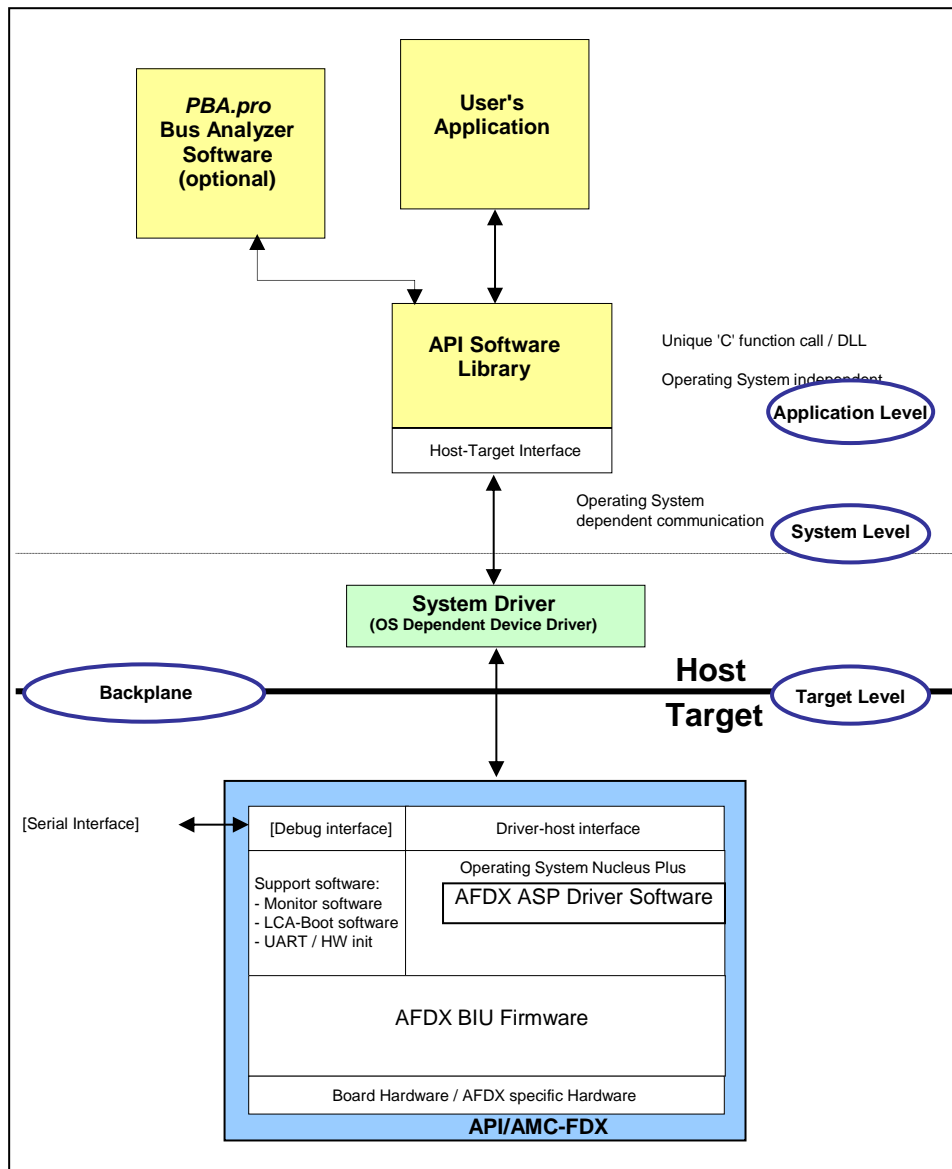 PBA.pro
Bus Analyzer
Software
(optional)
User's
Application
API Software
Library
Host-Target Interface
Unique 'C' function call / DLL
Operating System independent
Application Level
Operating System
dependent communication
System Level
System Driver
(OS Dependent Device Driver)
Backplane
Host
Target
Target Level
[Serial Interface]
[Debug interface]
Driver-host interface
Support software:
- Monitor software
- LCA-Boot software
- UART / HW init
Operating System Nucleus Plus
AFDX ASP Driver Software
AFDX BIU Firmware
Board Hardware / AFDX specific Hardware
API/AMC-FDX